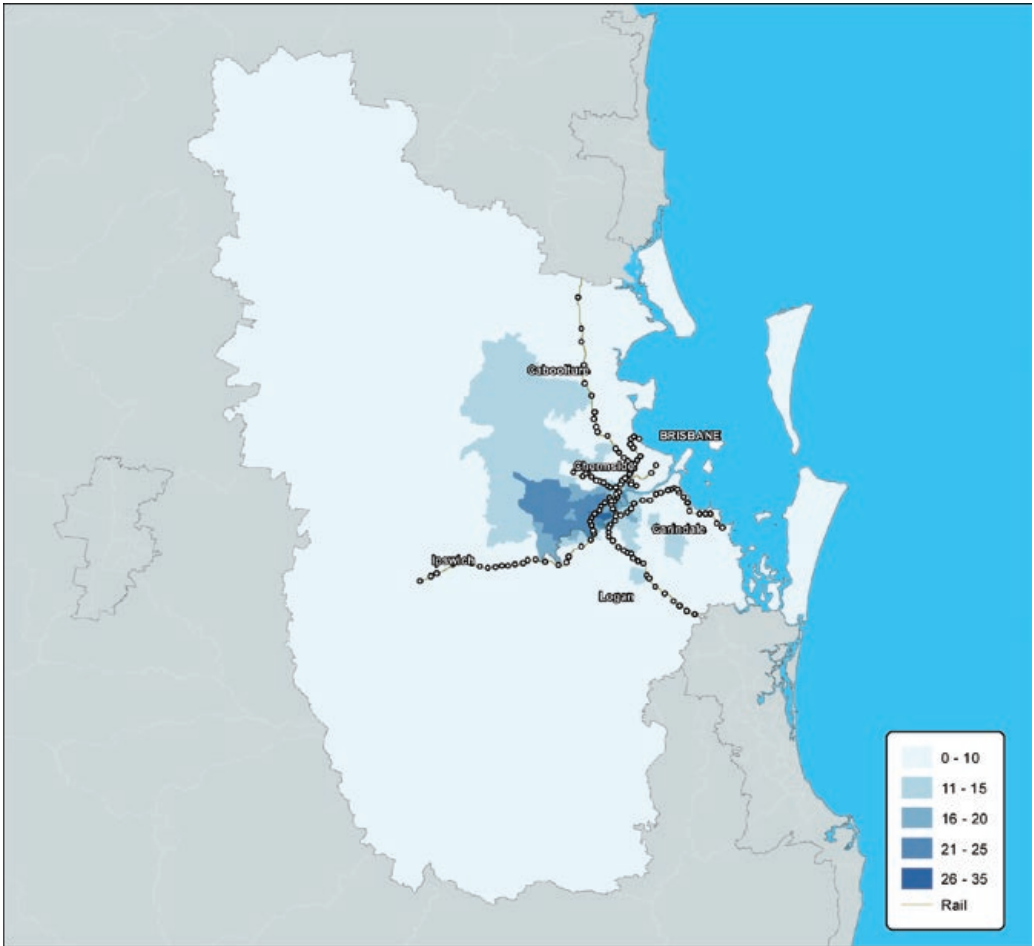 Caboolture
BRISBANE
Chermside
Carindale
Ipswich
Logan
0 - 10
11 - 15
16 - 20
21 - 25
26 - 35
Rail